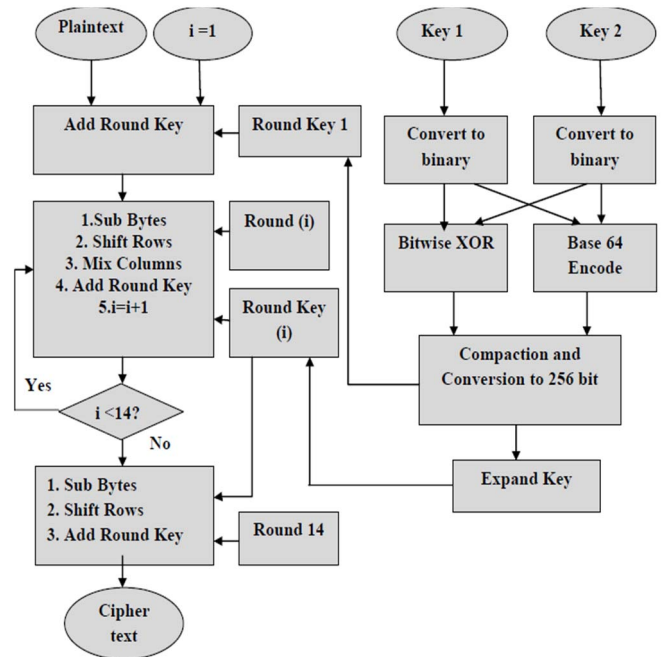 Plaintext
i =1
Key 1
Key 2
Add Round Key
Round Key 1
Convert to
binary
Convert to
binary
1.Sub Bytes
2. Shift Rows
3. Mix Columns
4. Add Round Key
5.i=i+1
Round (i)
Bitwise XOR
Base 64
Encode
Round Key
(i)
Compaction and
Conversion to 256 bit
Yes
i <14?
No
Expand Key
1. Sub Bytes
2. Shift Rows
3. Add Round Key
Round 14
Cipher
text